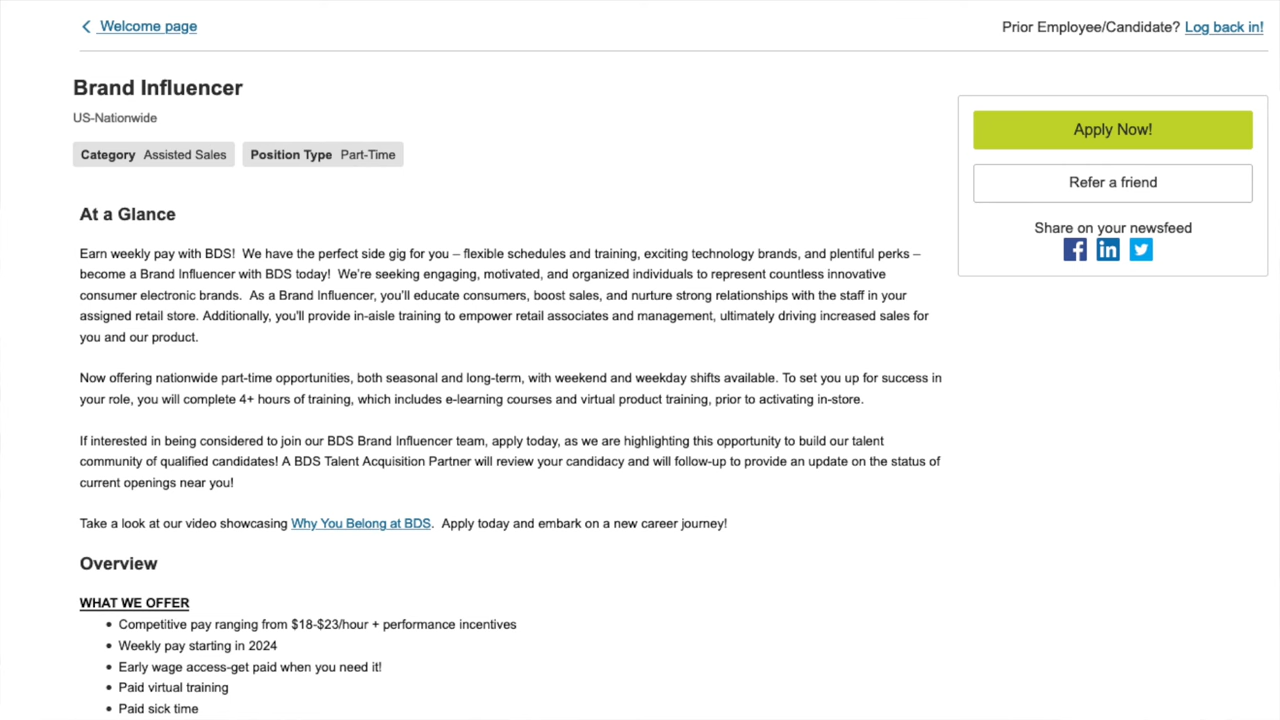 Welcome page
Prior Employee/Candidate? Log back in!
Brand Influencer
US-Nationwide
Category Assisted Sales Position Type Part-Time
Apply Now!
Refer a friend
Share on your newsfeed
At a Glance
Earn weekly pay with BDS!  We have the perfect side gig for you – flexible schedules and training, exciting technology brands, and plentiful perks –
become a Brand Influencer with BDS today!  We're seeking engaging, motivated, and organized individuals to represent countless innovative
consumer electronic brands.  As a Brand Influencer, you'll educate consumers, boost sales, and nurture strong relationships with the staff in your
assigned retail store. Additionally, you'll provide in-aisle training to empower retail associates and management, ultimately driving increased sales for
you and our product.
Now offering nationwide part-time opportunities, both seasonal and long-term, with weekend and weekday shifts available. To set you up for success in
your role, you will complete 4+ hours of training, which includes e-learning courses and virtual product training, prior to activating in-store.
If interested in being considered to join our BDS Brand Influencer team, apply today, as we are highlighting this opportunity to build our talent
community of qualified candidates! A BDS Talent Acquisition Partner will review your candidacy and will follow-up to provide an update on the status of
current openings near you!
Take a look at our video showcasing Why You Belong at BDS.  Apply today and embark on a new career journey!
Overview
WHAT WE OFFER
• Competitive pay ranging from $18-$23/hour + performance incentives
• Weekly pay starting in 2024
• Early wage access-get paid when you need it!
• Paid virtual training
• Paid sick time